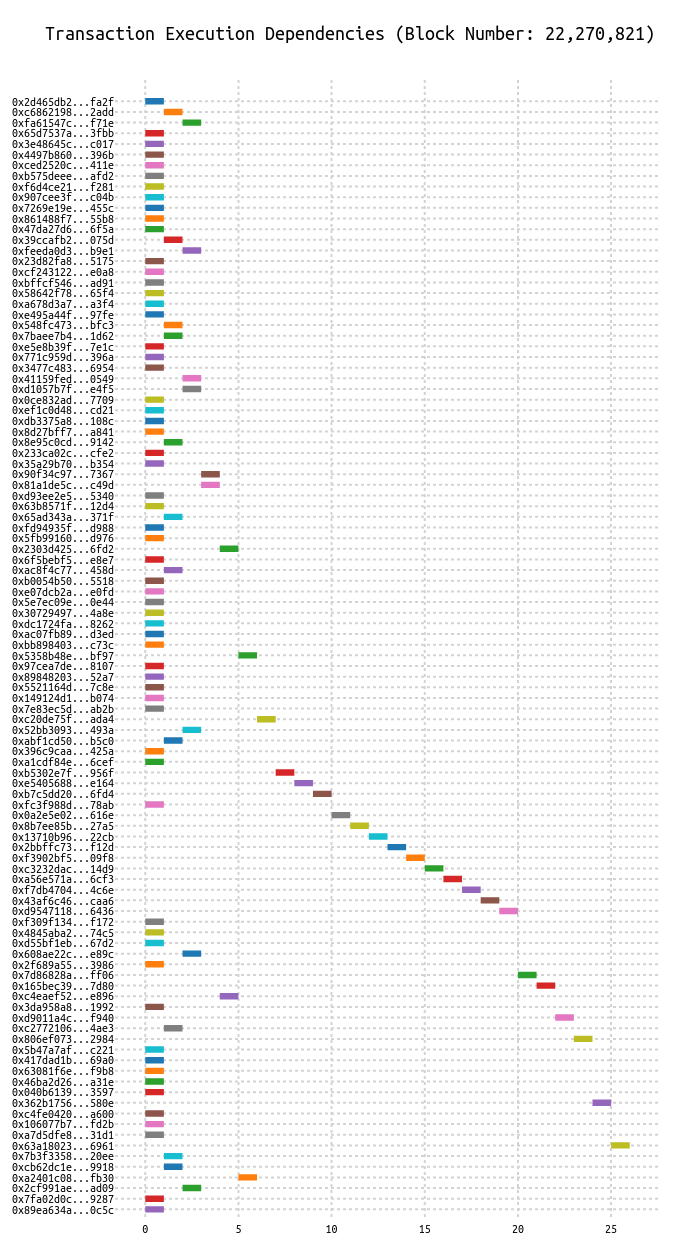 Transaction Execution Dependencies (Block Number: 22,270,821)
0x2d465db2...fa2f
0xc6862198...2add
0xfa61547c...f71e
0x65d7537a...3fbb
0x3e48645c...c017
0x4497b860...396b
0xced2520c...411e
0xb575deee...afd2
0xf6d4ce21...f281
0x907cee3f...c04b
0x7269e19e...455c
0x861488f7...55b8
0x47da27d6...6f5a
0x39ccafb2...075d
0xfeeda0d3...b9e1
0x23d82fa8...5175
0xcf243122...e0a8
0xbffcf546...ad91
0x58642f78...65f4
0xa678d3a7...a3f4
0xe495a44f...97fe
0x548fc473...bfc3
0x7baee7b4...1d62
0xe5e8b39f...7e1c
0x771c959d...396a
0x3477c483...6954
0x41159fed...0549
0xd1057b7f...e4f5
0x0ce832ad...7709
0xef1c0d48...cd21
0xdb3375a8...108c
0x8d27bff7...a841
0x8e95c0cd...9142
0x233ca02c...cfe2
0x35a29b70...b354
0x90f34c97...7367
0x81a1de5c...c49d
0xd93ee2e5...5340
0x63b8571f...12d4
0x65ad343a...371f
0xfd94935f...d988
0x5fb99160...d976
0x2303d425...6fd2
0x6f5bebf5...e8e7
0xac8f4c77...458d
0xb0054b50...5518
0xe07dcb2a...e0fd
0x5e7ec09e...0e44
0x30729497...4a8e
0xdc1724fa...8262
0xac07fb89...d3ed
0xbb898403...c73c
0x5358b48e...bf97
0x97cea7de...8107
0x89848203...52a7
0x5521164d...7c8e
0x149124d1...b074
0x7e83ec5d...ab2b
0xc20de75f...ada4
0x52bb3093...493a
0xabf1cd50...b5c0
0x396c9caa...425a
0xa1cdf84e...6cef
0xb5302e7f...956f
0xe5405688...e164
0xb7c5dd20...6fd4
0xfc3f988d...78ab
0x0a2e5e02...616e
0x8b7ee85b...27a5
0x13710b96...22cb
0x2bbffc73...f12d
0xf3902bf5...09f8
0xc3232dac...14d9
0xa56e571a...6cf3
0xf7db4704...4c6e
0x43af6c46...caa6
0xd9547118...6436
0xf309f134...f172
0x4845aba2...74c5
0xd55bf1eb...67d2
0x608ae22c...e89c
0x2f689a55...3986
0x7d86828a...ff06
0x165bec39...7d80
0xc4eaef52...e896
0x3da958a8...1992
0xd9011a4c...f940
0xc2772106...4ae3
0x806ef073...2984
0x5b47a7af...c221
0x417dad1b...69a0
0x63081f6e...f9b8
0x46ba2d26...a31e
0x040b6139...3597
0x362b1756...580e
0xc4fe0420...a600
0x106077b7...fd2b
0xa7d5dfe8...31d1
0x63a18023...6961
0x7b3f3358...20ee
0xcb62dc1e...9918
0xa2401c08...fb30
0x2cf991ae...ad09
0x7fa02d0c...9287
0x89ea634a...0c5c
0 5 10 15 20 25